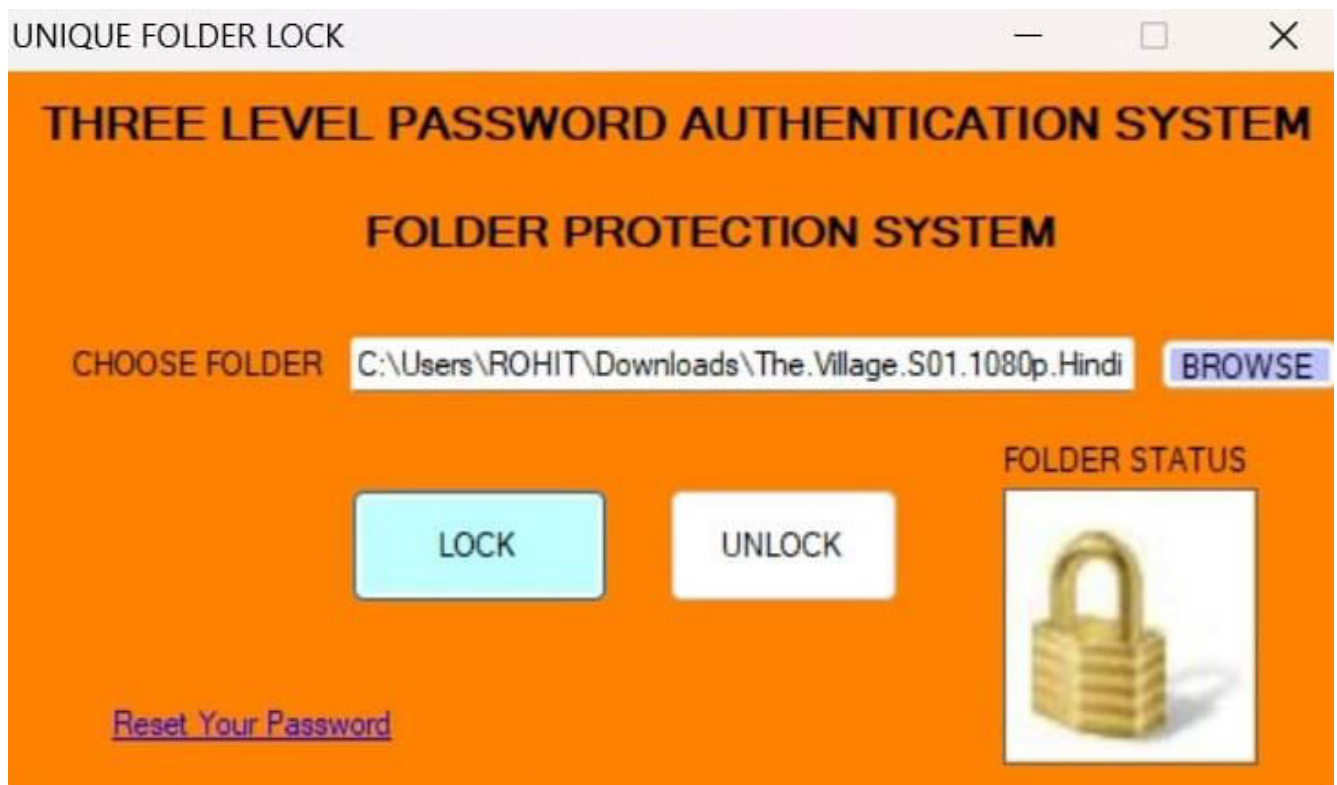 UNIQUE FOLDER LOCK
THREE LEVEL PASSWORD AUTHENTICATION SYSTEM
FOLDER PROTECTION SYSTEM
CHOOSE FOLDER C:\Users\ROHIT\Downloads\The.Village.S01.1080p.Hindi BROWSE
FOLDER STATUS
LOCK UNLOCK
Reset Your Password